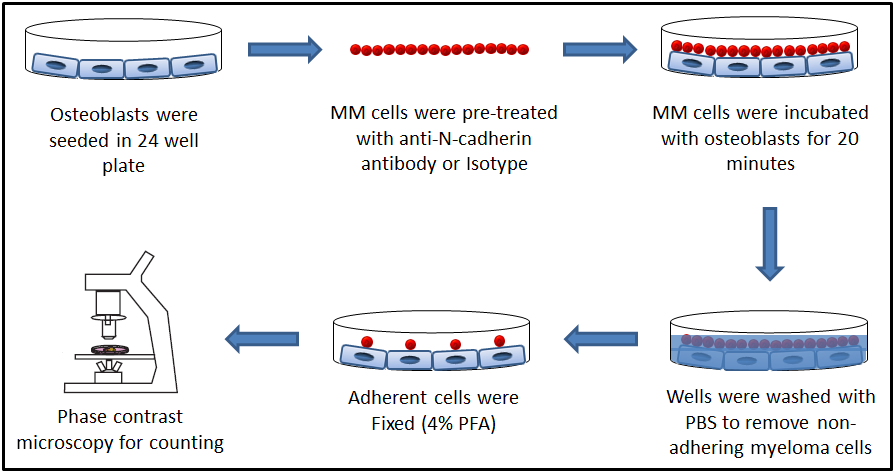 Osteoblasts were
seeded in 24 well
plate
MM cells were pre-treated
with anti-N-cadherin
antibody or Isotype
MM cells were incubated
with osteoblasts for 20
minutes
Wells were washed with
PBS to remove non-
adhering myeloma cells
Adherent cells were
Fixed (4% PFA)
Phase contrast
microscopy for counting